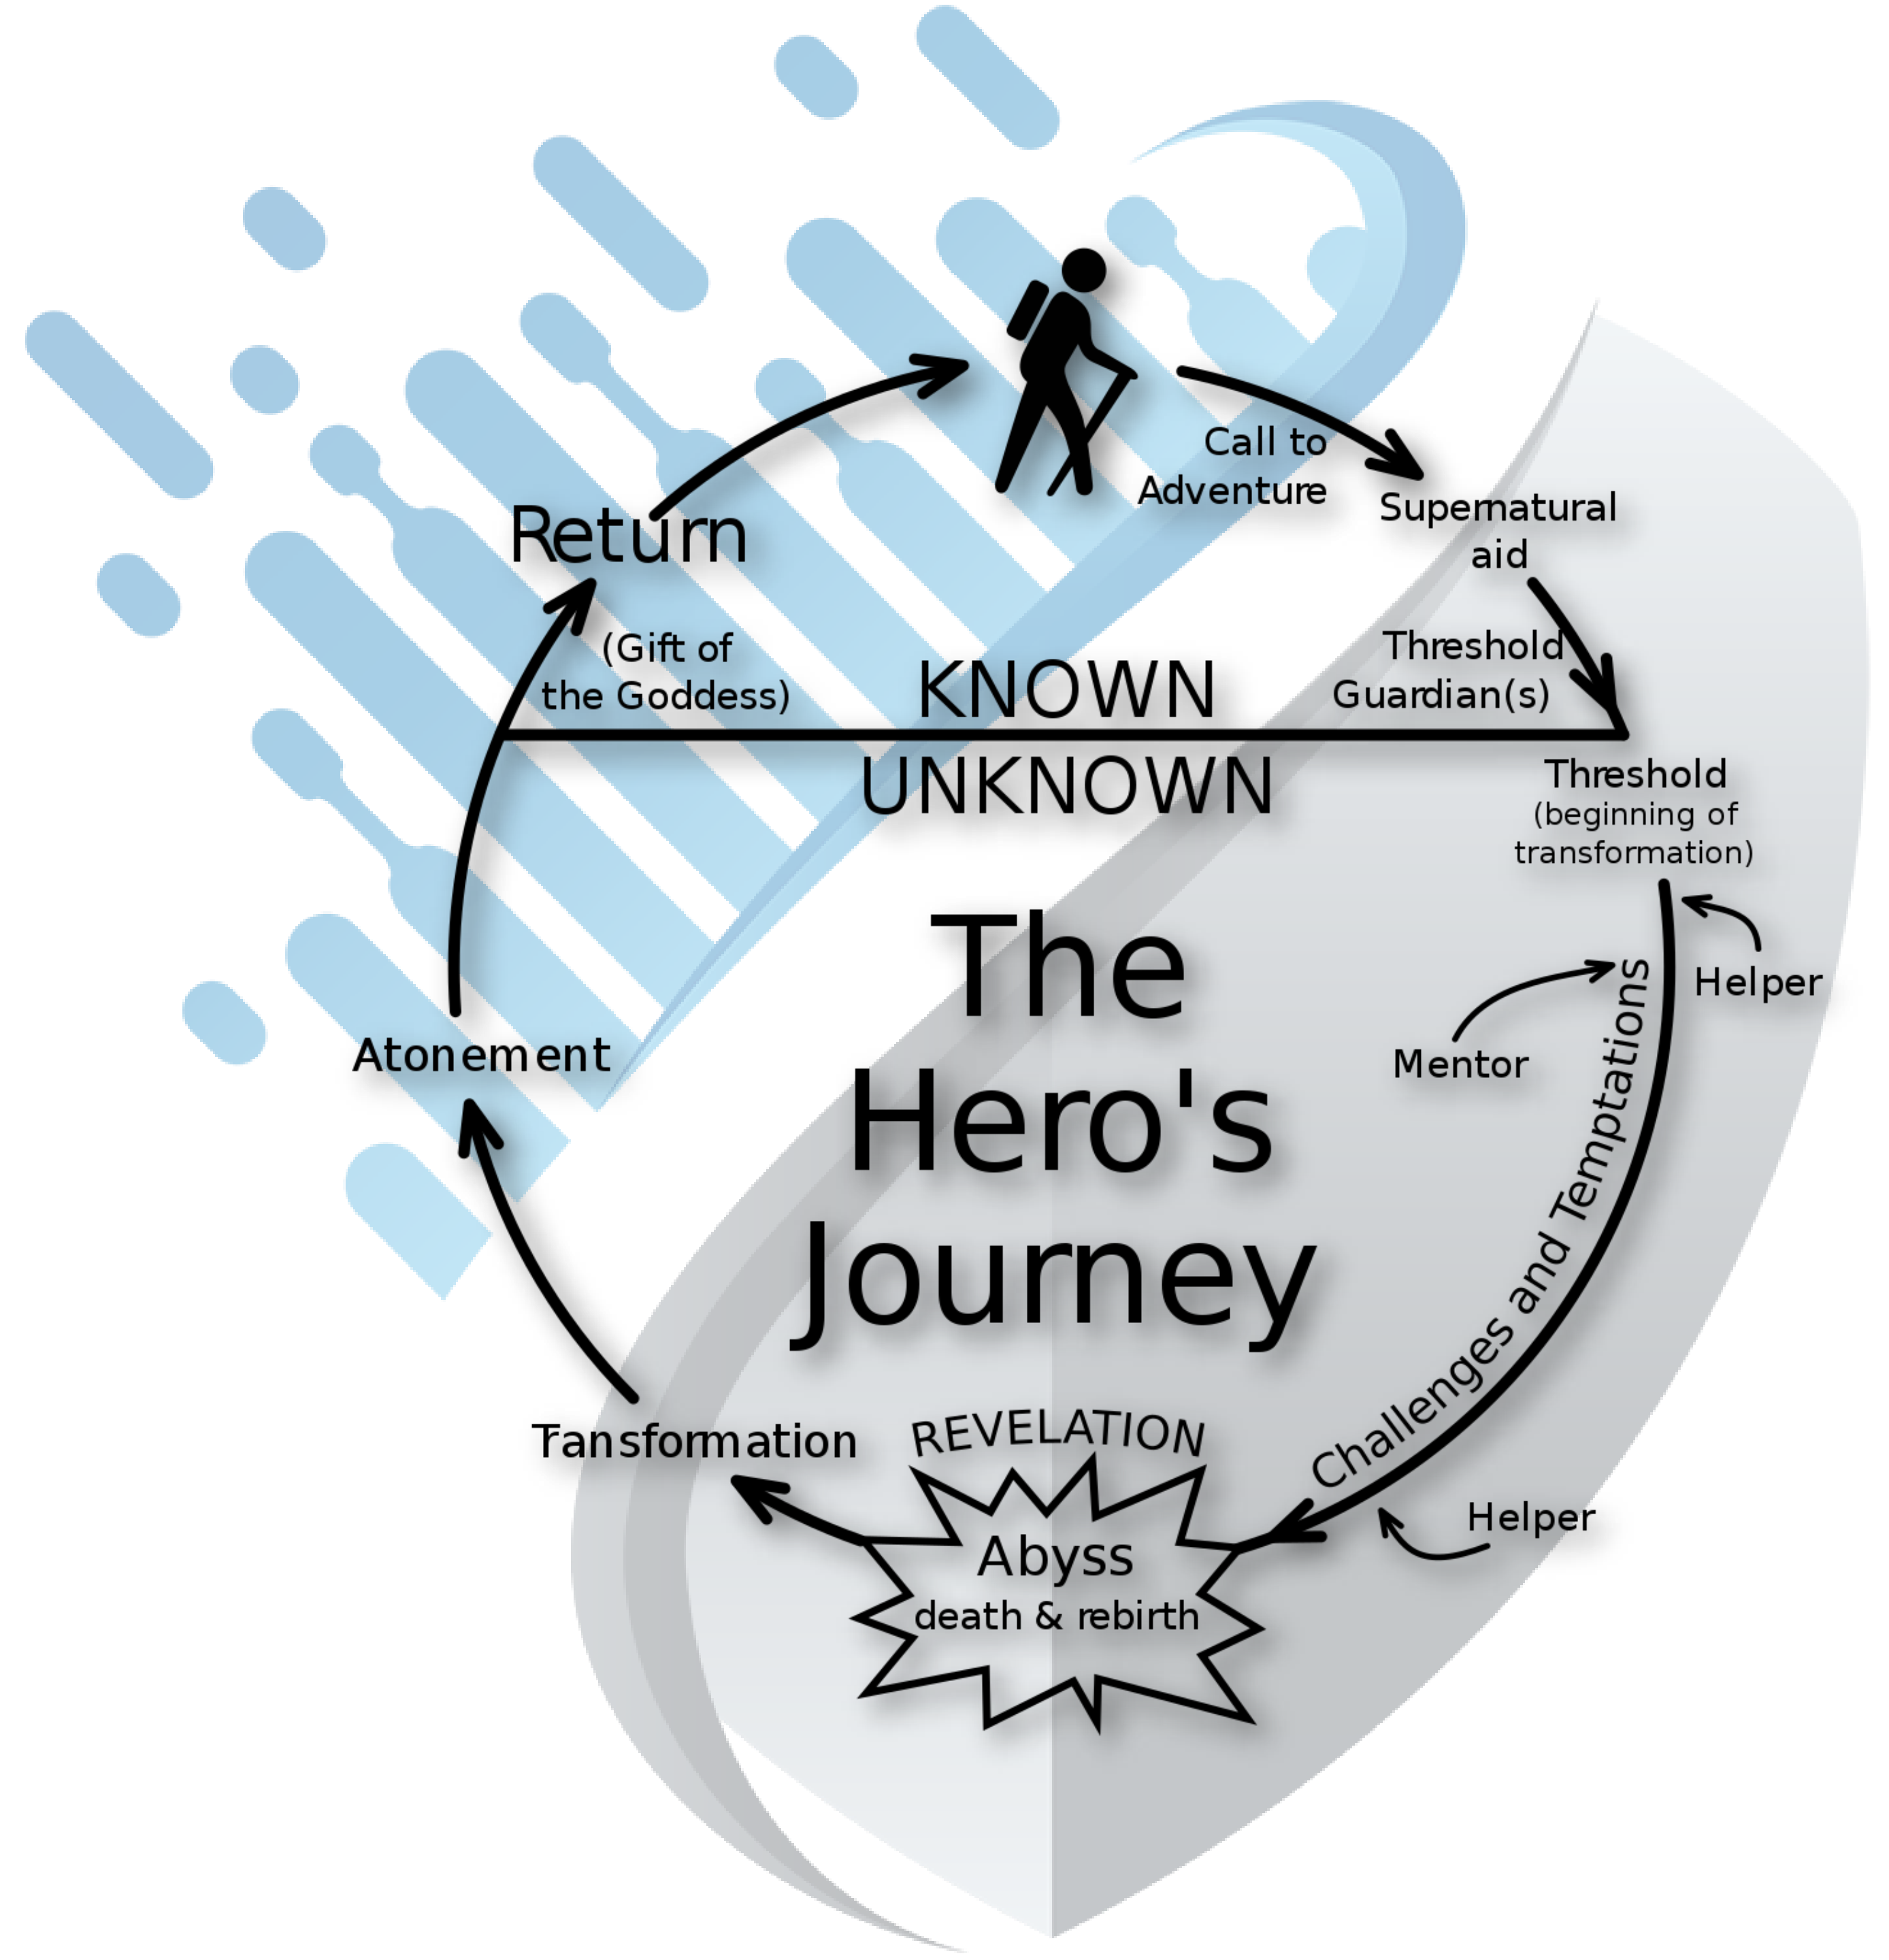 Call to
Adventure
Supernatural
aid
Return
(Gift of
the Goddess)
Threshold
Guardian(s)
KNOWN
UNKNOWN
Threshold
(beginning of
transformation)
Helper
Mentor
Challenges and Temptations
The
Hero's
Journey
Atonement
Transformation
REVELATION
Abyss
death & rebirth
Helper